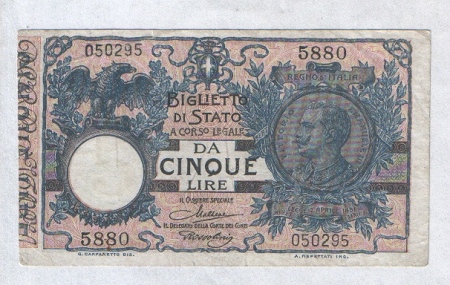 050295
5880
REGNO D'ITALIA
BIGLIETTO
DI STATO
A CORSO LEGALE
DA
CINQUE
LIRE
IL CASSIERE SPECIALE
IL DELEGATO DELLA CORTE DEI CONTI
5880
050295
R. CAPPANETTO DIS.
A. REPETTATI INC.